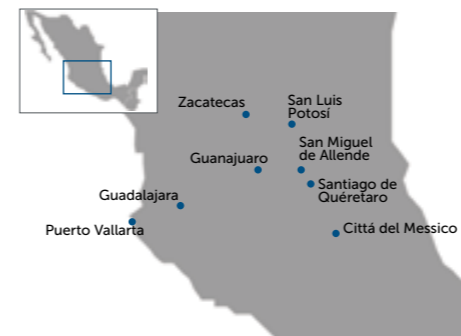 Zacatecas
San Luis
Potosí
San Miguel
de Allende
Guanajuaro
Santiago de
Quéretaro
Guadalajara
Puerto Vallarta
Cittá del Messico